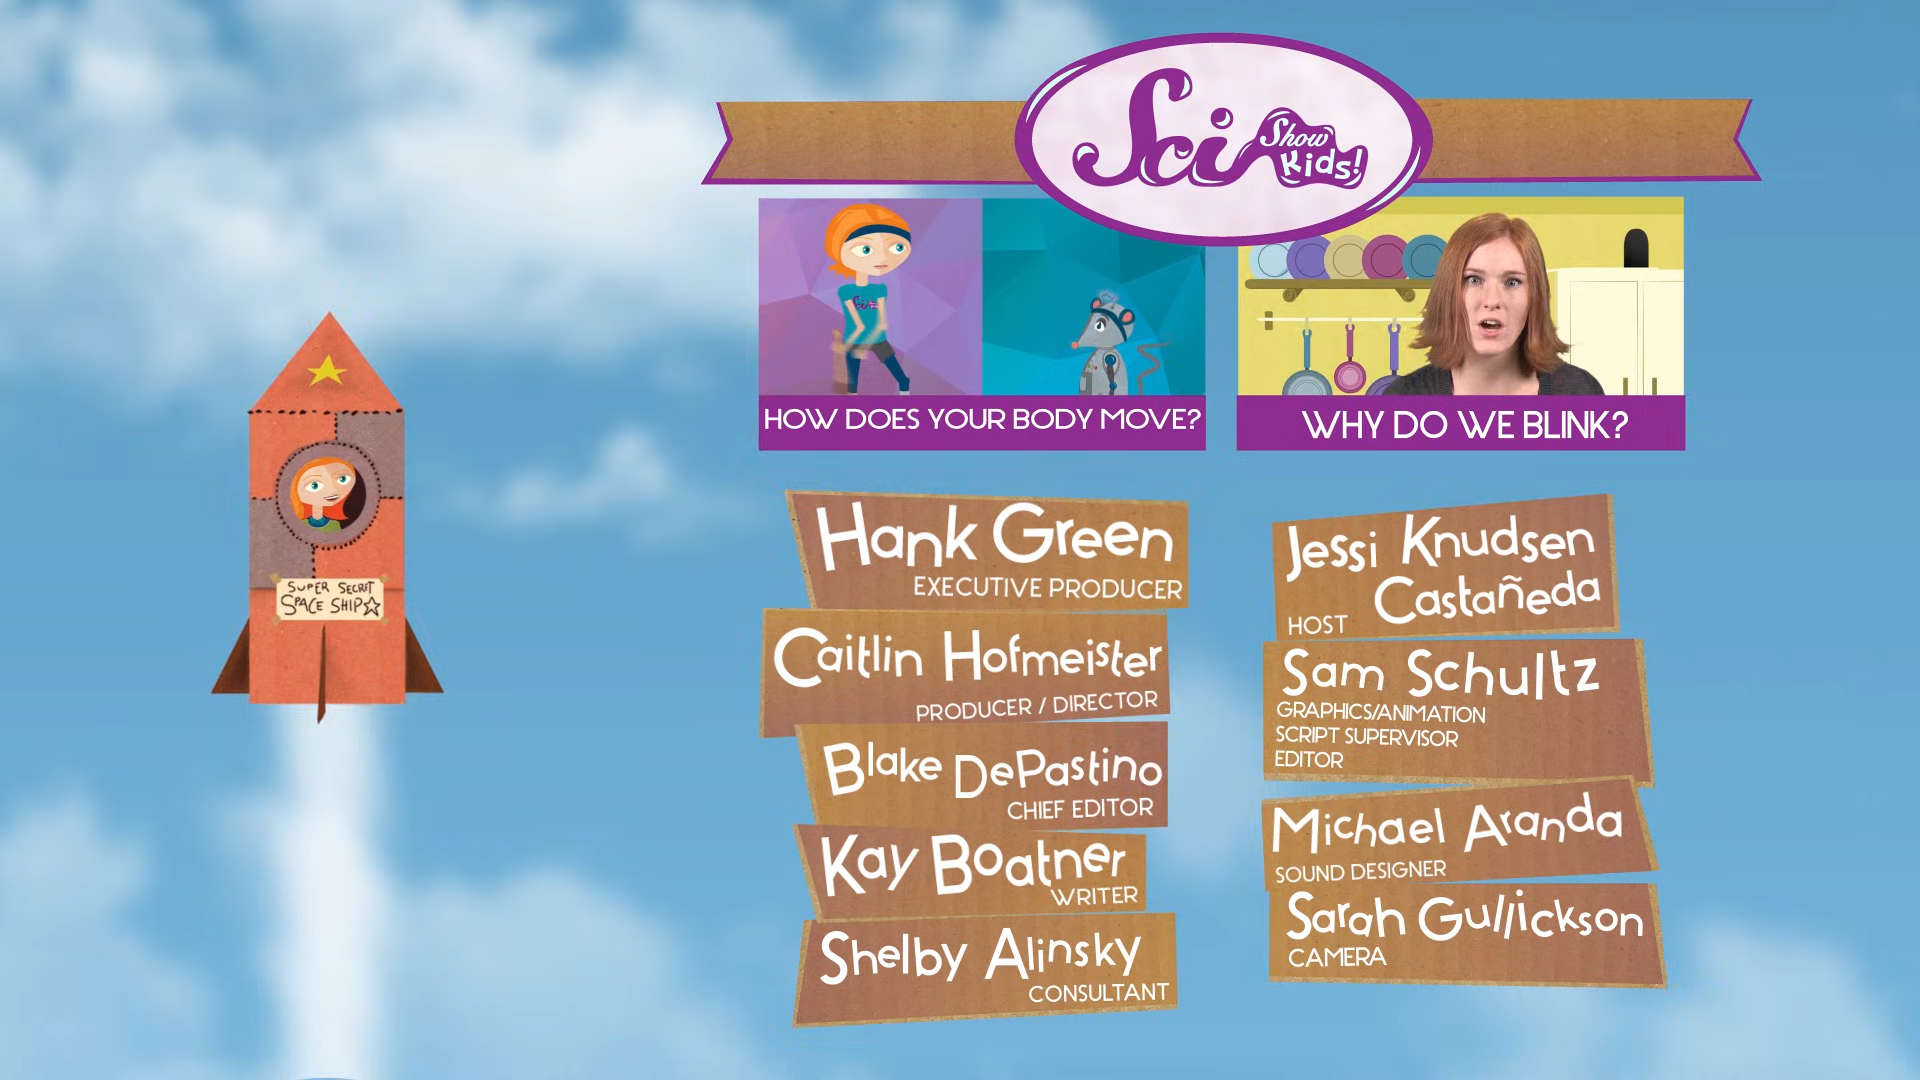 Sci Show Kids!
HOW DOES YOUR BODY MOVE?
WHY DO WE BLINK?
SUPER SECRET
SPACE SHIP
Hank Green
EXECUTIVE PRODUCER
Caitlin Hofmeister
PRODUCER / DIRECTOR
Blake DePastino
CHIEF EDITOR
Kay Boatner
WRITER
Shelby Alinsky
CONSULTANT
Jessi Knudsen
Castañeda
HOST
Sam Schultz
GRAPHICS/ANIMATION
SCRIPT SUPERVISOR
EDITOR
Michael Aranda
SOUND DESIGNER
Sarah Gullickson
CAMERA